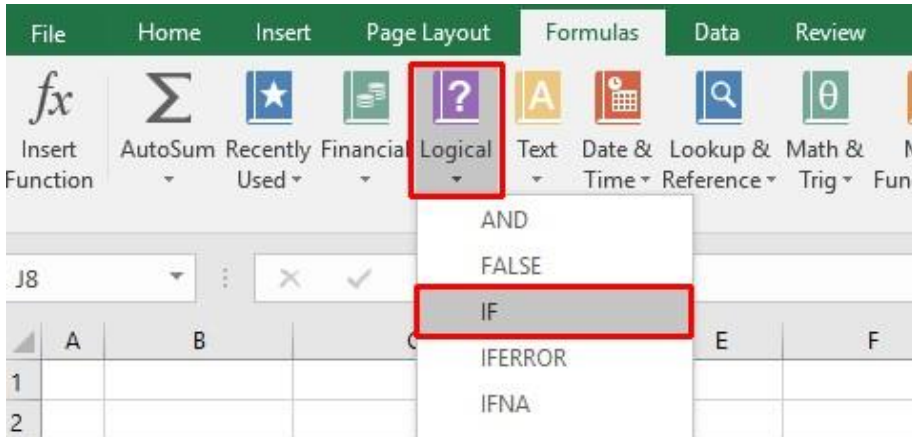 File Home Insert Page Layout Formulas Data Review
fx Σ ? A θ
Insert AutoSum Recently Financial Logical Text Date & Lookup & Math &
Function Used Time Reference Trig Fun
AND
FALSE
J8
IF
A B E F
IFERROR
1
IFNA
2